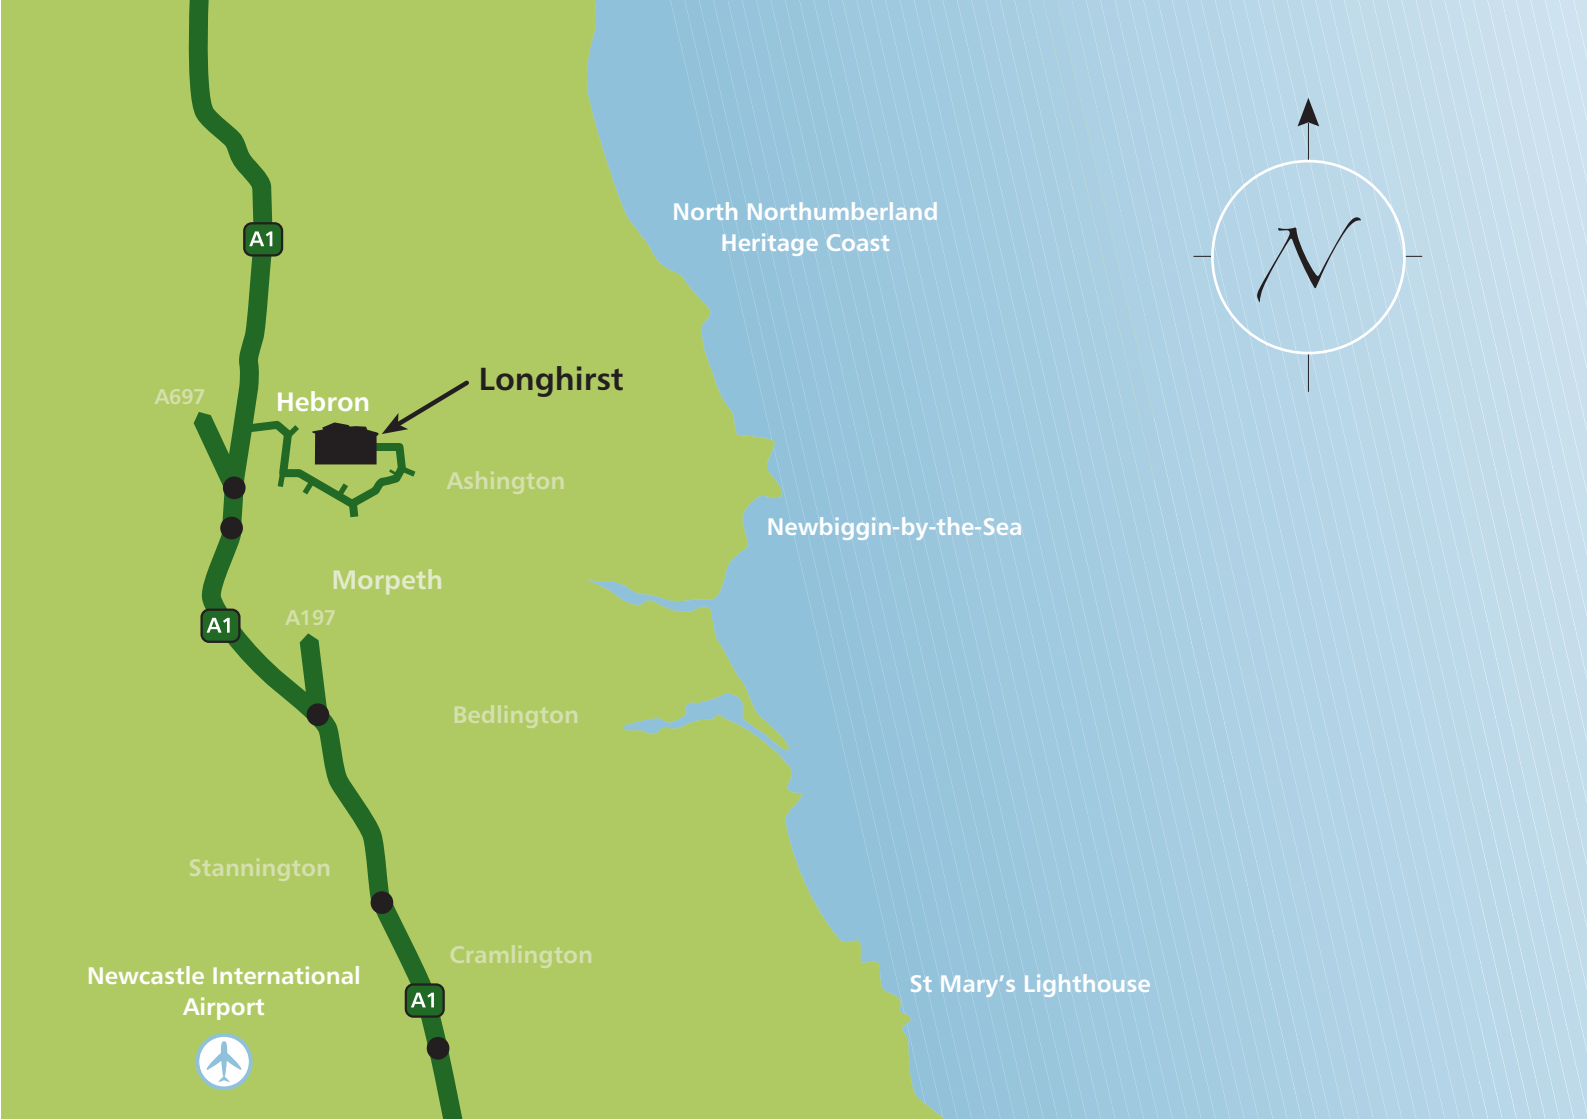 North Northumberland
Heritage Coast
A1
N
Longhirst
A697
Hebron
Ashington
Newbiggin-by-the-Sea
Morpeth
A197
A1
Bedlington
Stannington
Cramlington
Newcastle International
Airport
St Mary’s Lighthouse
A1